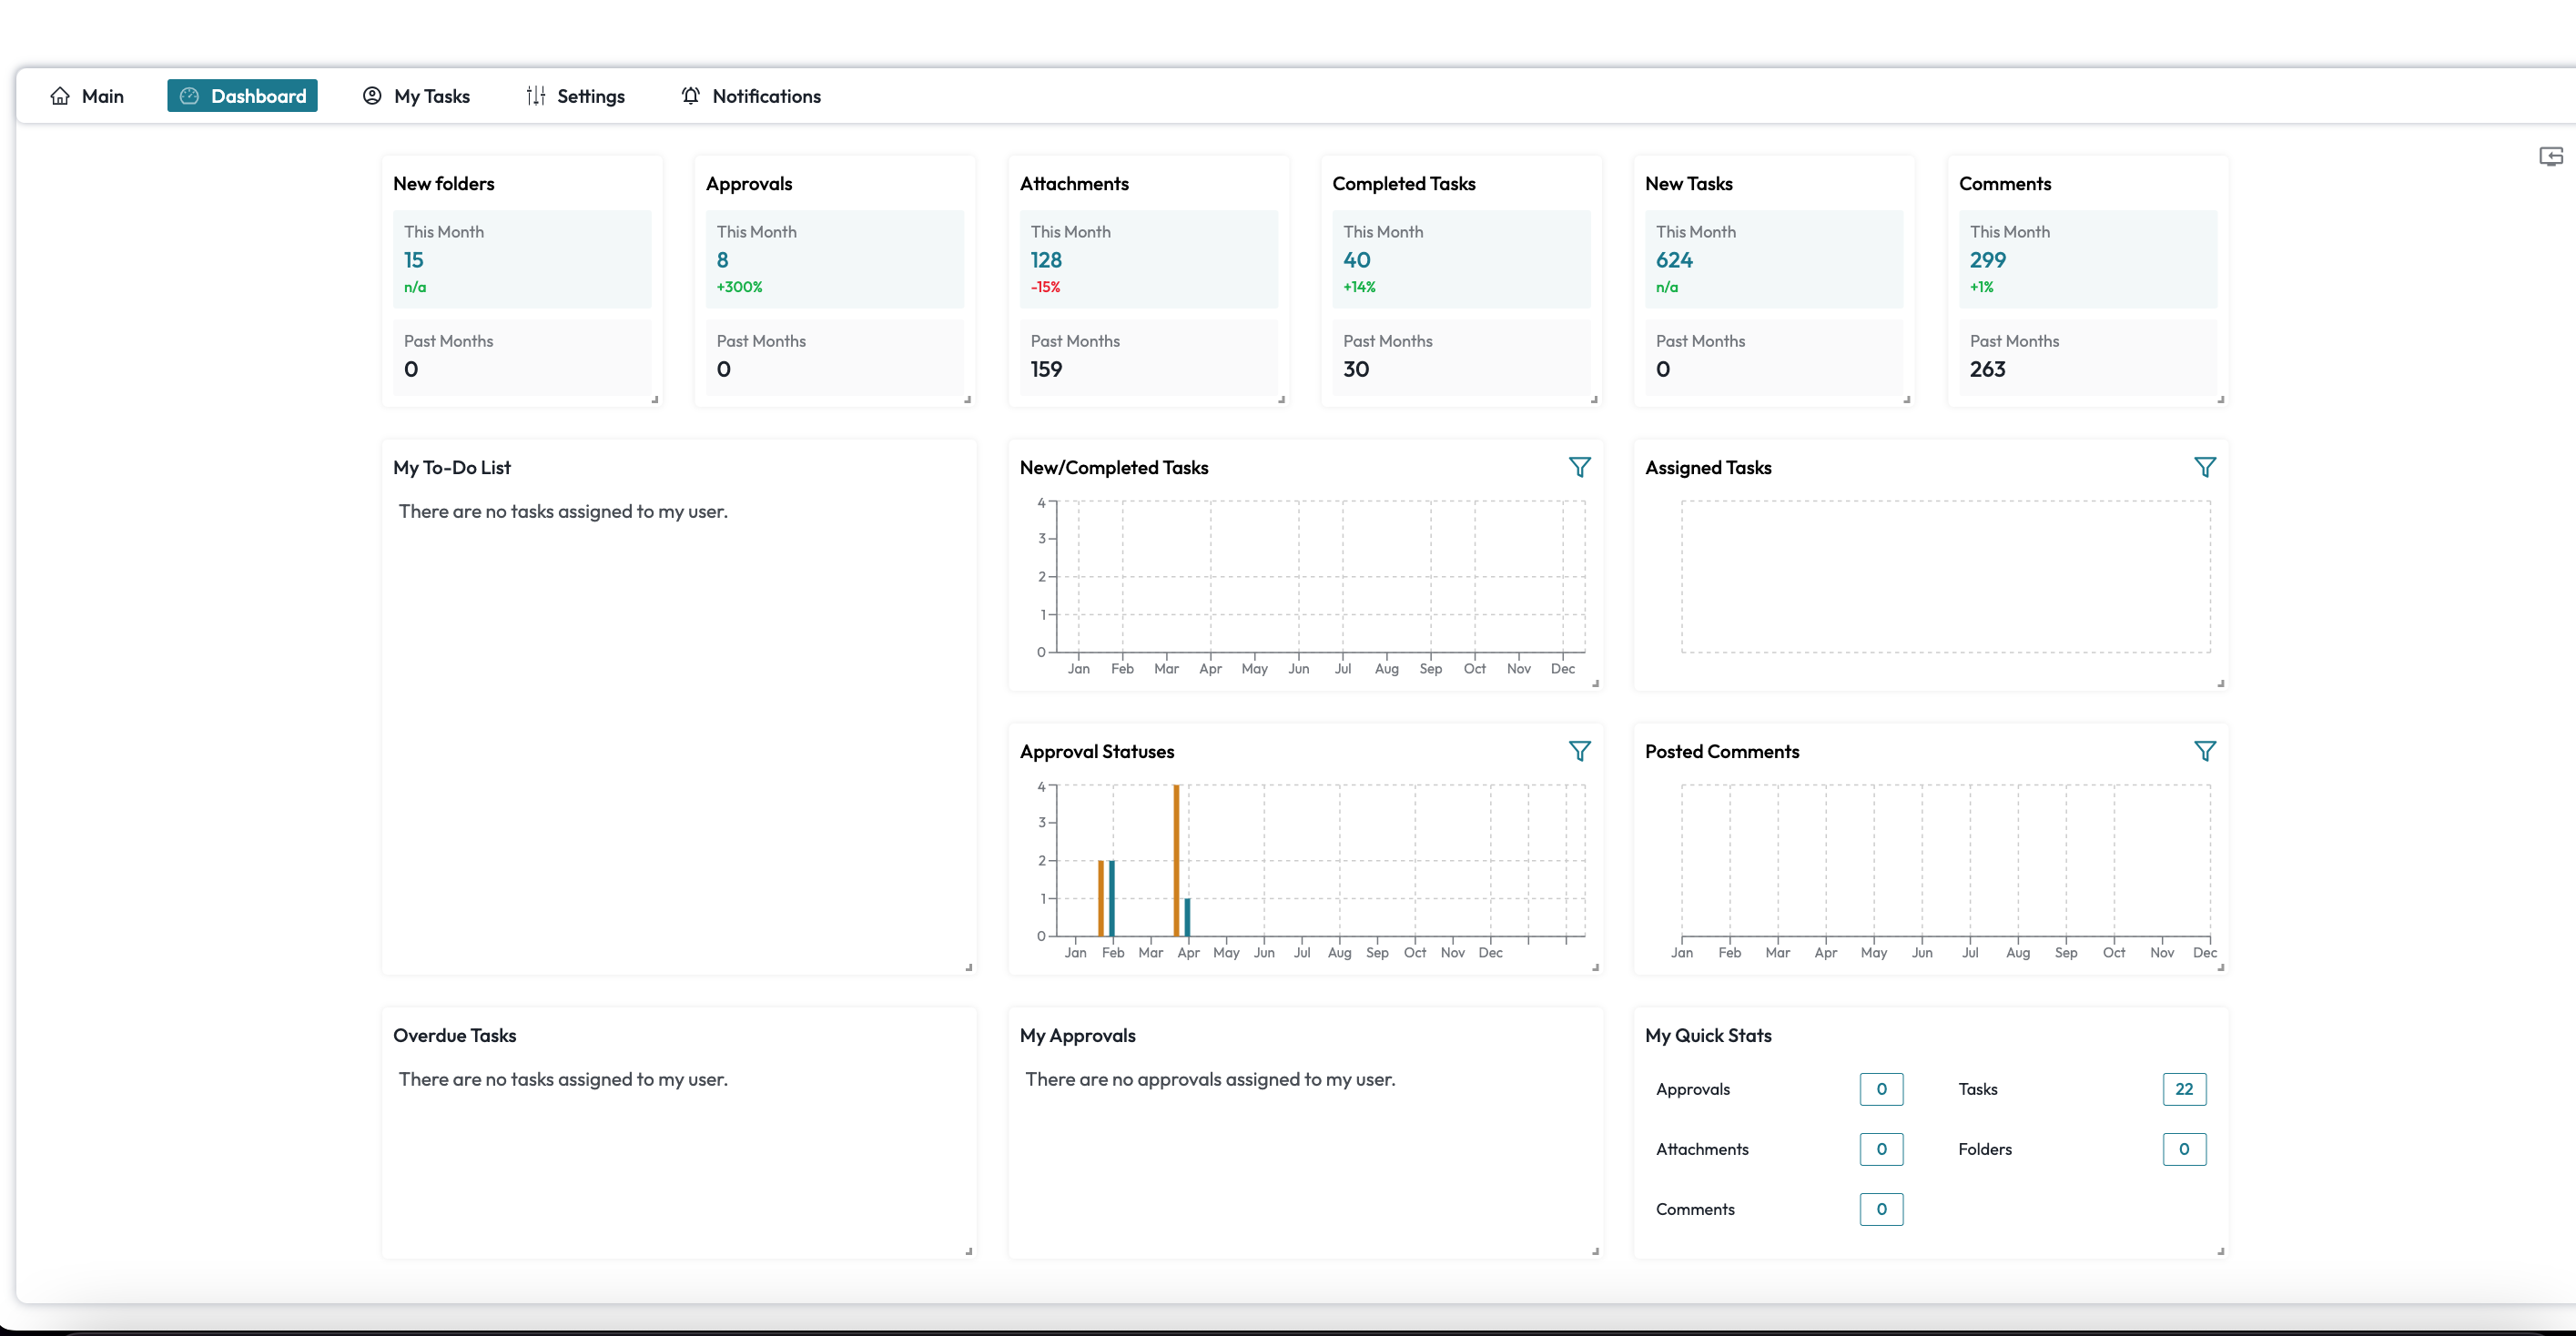 Main
Dashboard
My Tasks
Settings
Notifications
New folders
This Month
15
n/a
Past Months
0
Approvals
This Month
8
+300%
Past Months
0
Attachments
This Month
128
-15%
Past Months
159
Completed Tasks
This Month
40
+14%
Past Months
30
New Tasks
This Month
624
n/a
Past Months
0
Comments
This Month
299
+1%
Past Months
263
My To-Do List
There are no tasks assigned to my user.
New/Completed Tasks
4
3
2
1
0
Jan Feb Mar Apr May Jun Jul Aug Sep Oct Nov Dec
Assigned Tasks
Approval Statuses
4
3
2
1
0
Jan Feb Mar Apr May Jun Jul Aug Sep Oct Nov Dec
Posted Comments
Jan Feb Mar Apr May Jun Jul Aug Sep Oct Nov Dec
Overdue Tasks
There are no tasks assigned to my user.
My Approvals
There are no approvals assigned to my user.
My Quick Stats
Approvals 0 Tasks 22
Attachments 0 Folders 0
Comments 0